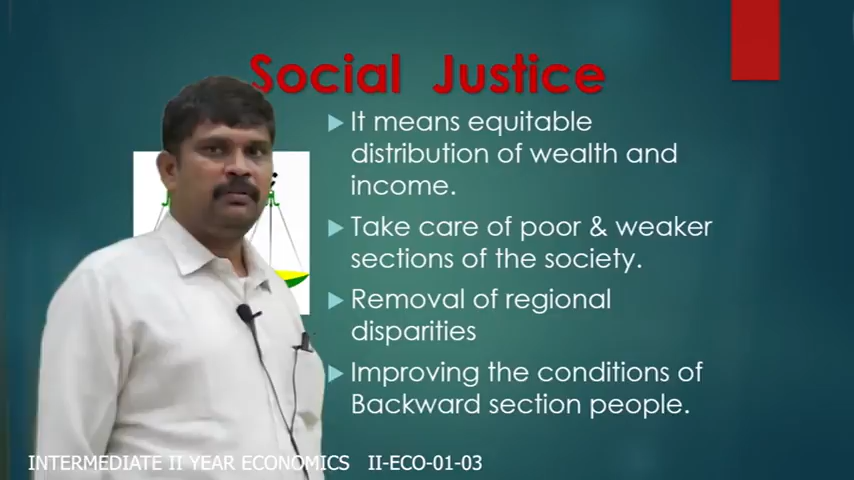 Social Justice
It means equitable
distribution of wealth and
income.
Take care of poor & weaker
sections of the society.
Removal of regional
disparities
Improving the conditions of
Backward section people.
INTERMEDIATE II YEAR ECONOMICS II-ECO-01-03